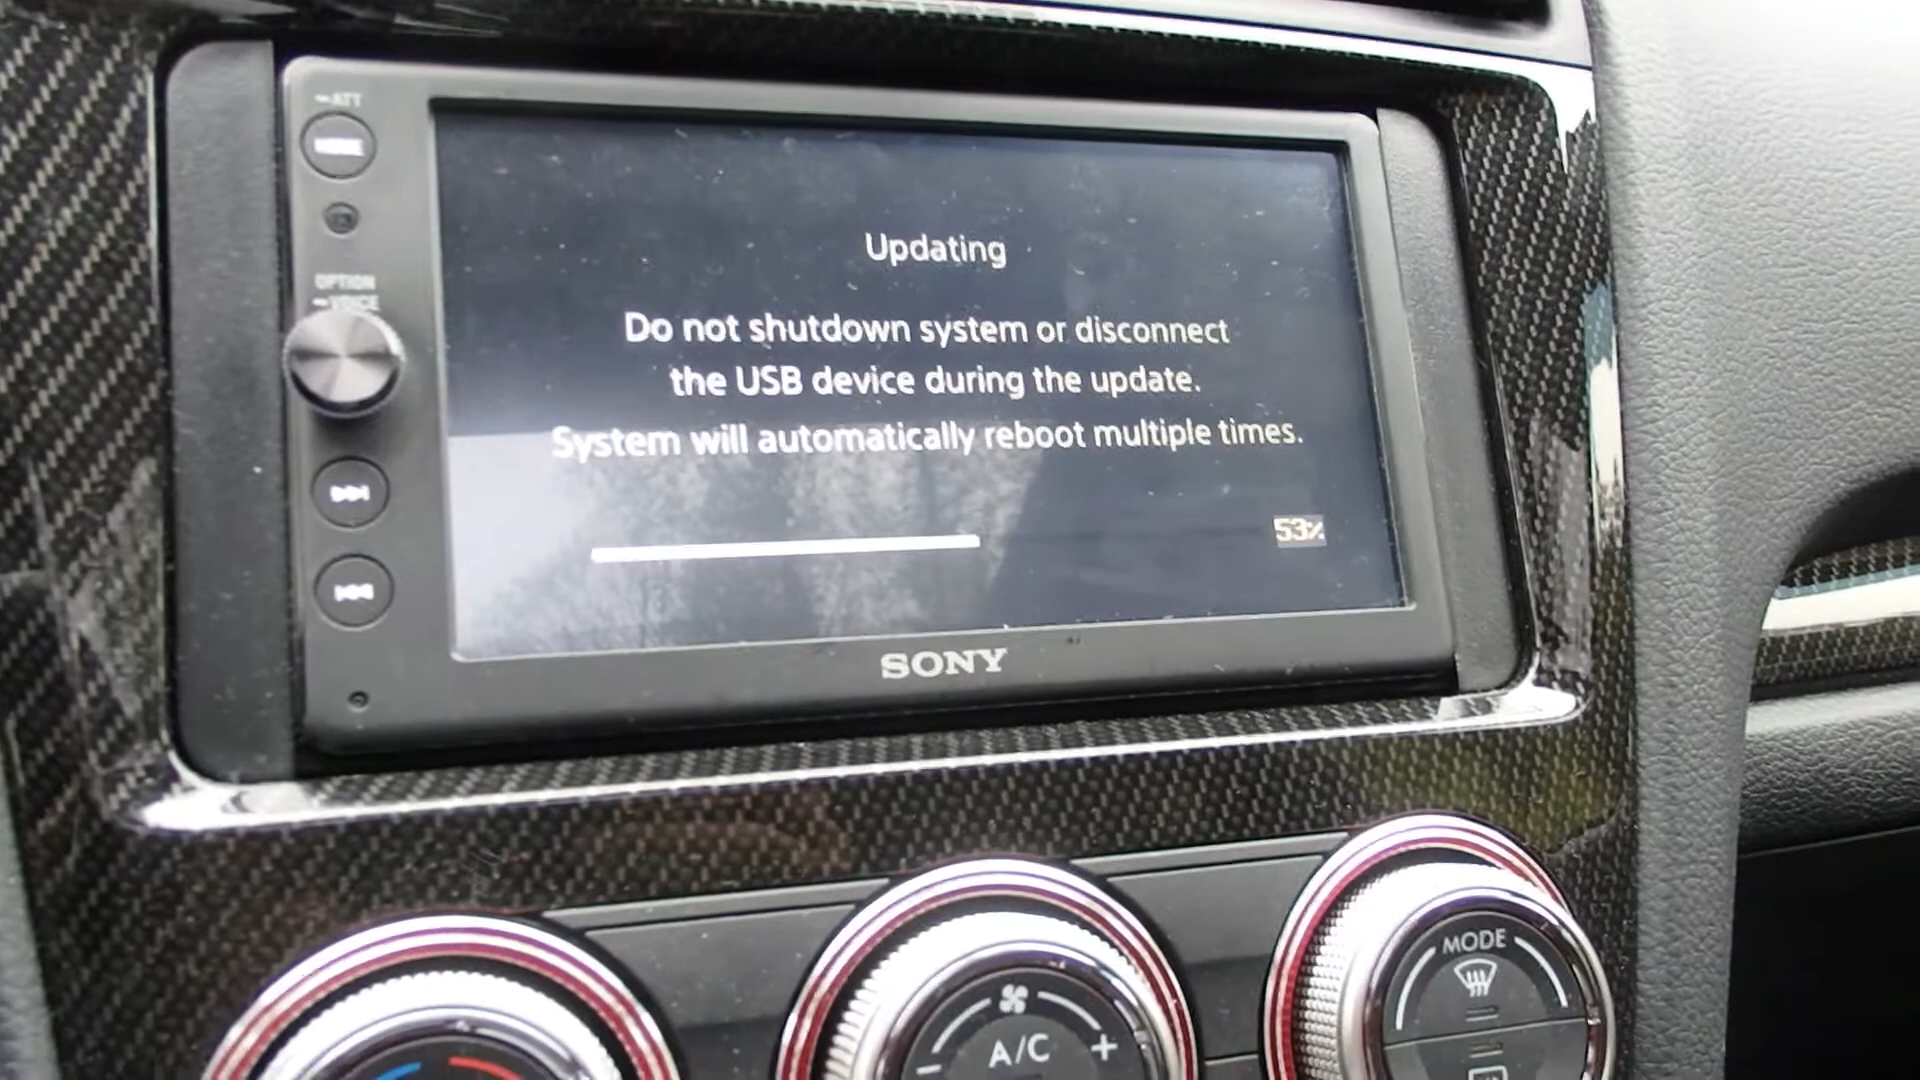 ATT
HOME
OPTION
VOICE
Updating
Do not shutdown system or disconnect
the USB device during the update.
System will automatically reboot multiple times.
53%
SONY
A/C
MODE